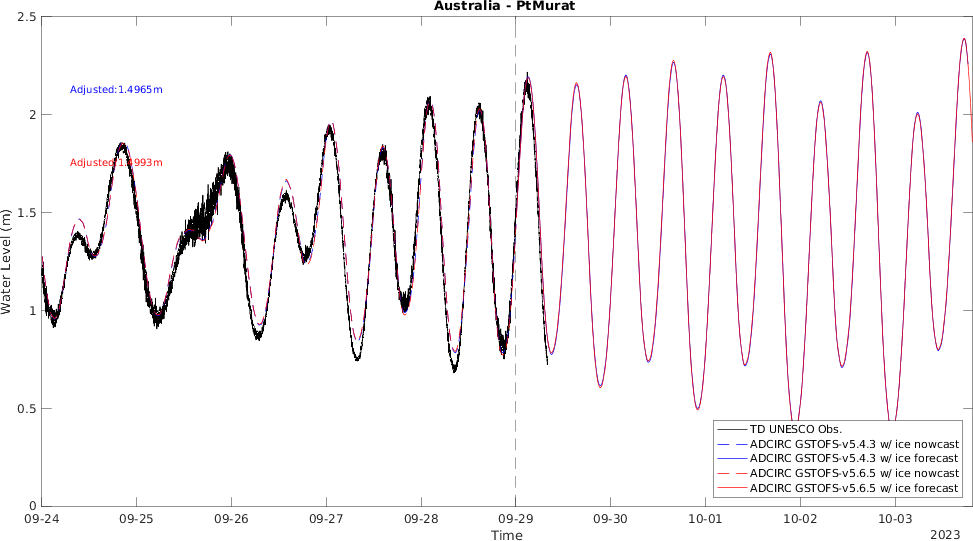 Australia - PtMurat
2.5
2
1.5
1
0.5
0
Water Level (m)
Adjusted:1.4965m
Adjusted:1.4993m
TD UNESCO Obs.
ADCIRC GSTOFS-v5.4.3 w/ ice nowcast
ADCIRC GSTOFS-v5.4.3 w/ ice forecast
ADCIRC GSTOFS-v5.6.5 w/ ice nowcast
ADCIRC GSTOFS-v5.6.5 w/ ice forecast
09-24 09-25 09-26 09-27 09-28 09-29 09-30 10-01 10-02 10-03
Time
2023